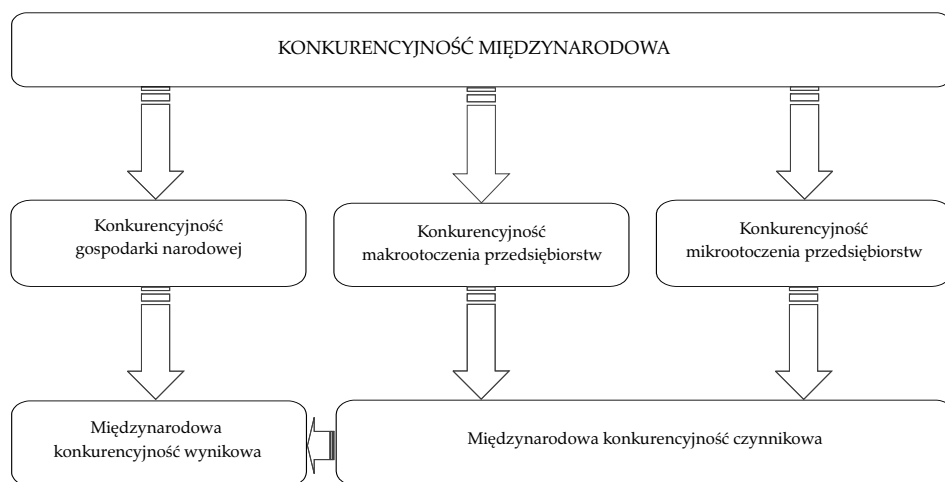 KONKURENCYJNOŚĆ MIĘDZYNARODOWA
Konkurencyjność
gospodarki narodowej
Konkurencyjność
makrootoczenia przedsiębiorstw
Konkurencyjność
mikrootoczenia przedsiębiorstw
Międzynarodowa
konkurencyjność wynikowa
Międzynarodowa konkurencyjność czynnikowa